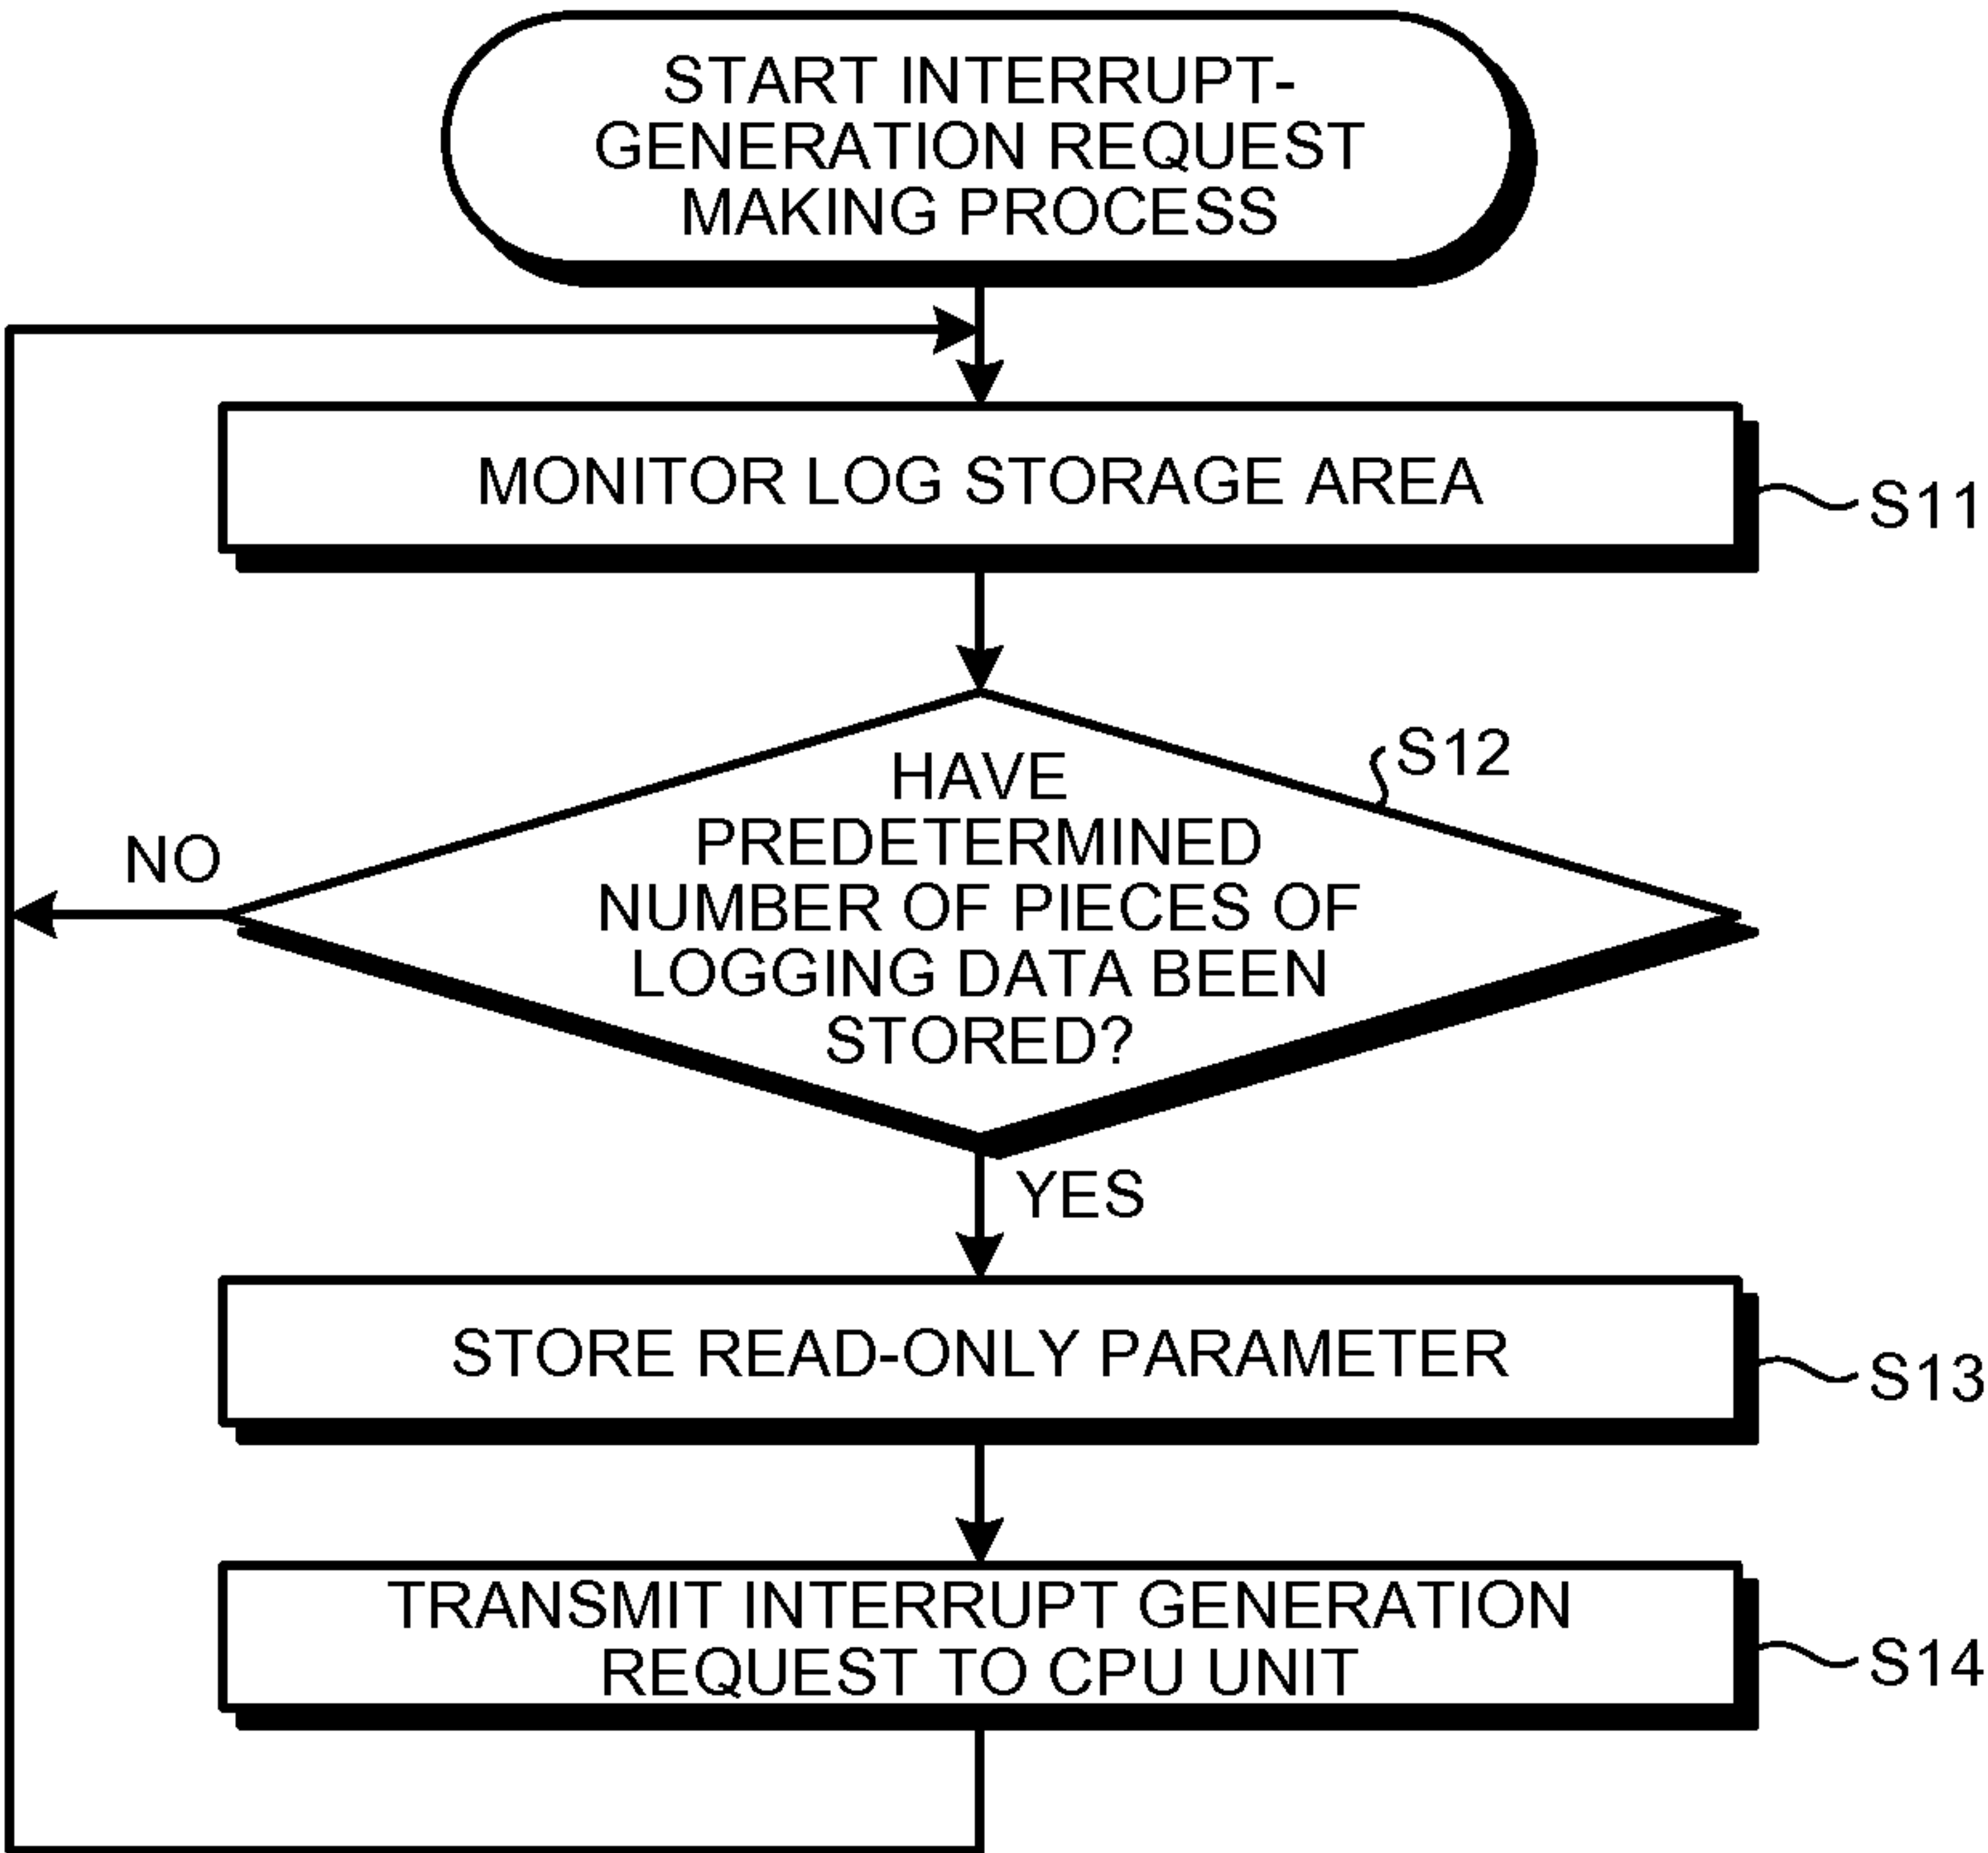 START INTERRUPT-
GENERATION REQUEST
MAKING PROCESS
MONITOR LOG STORAGE AREA
S11
S12
HAVE
PREDETERMINED
NUMBER OF PIECES OF
LOGGING DATA BEEN
STORED?
NO
YES
STORE READ-ONLY PARAMETER
S13
TRANSMIT INTERRUPT GENERATION
REQUEST TO CPU UNIT
S14